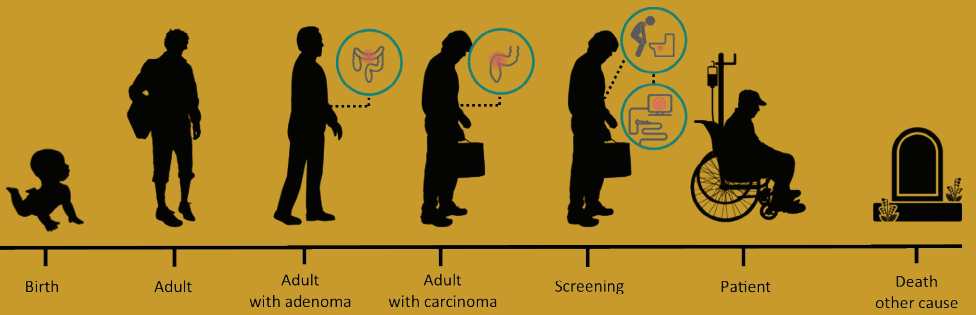 Birth
Adult
Adult
with adenoma
Adult
with carcinoma
Screening
Patient
Death
other cause